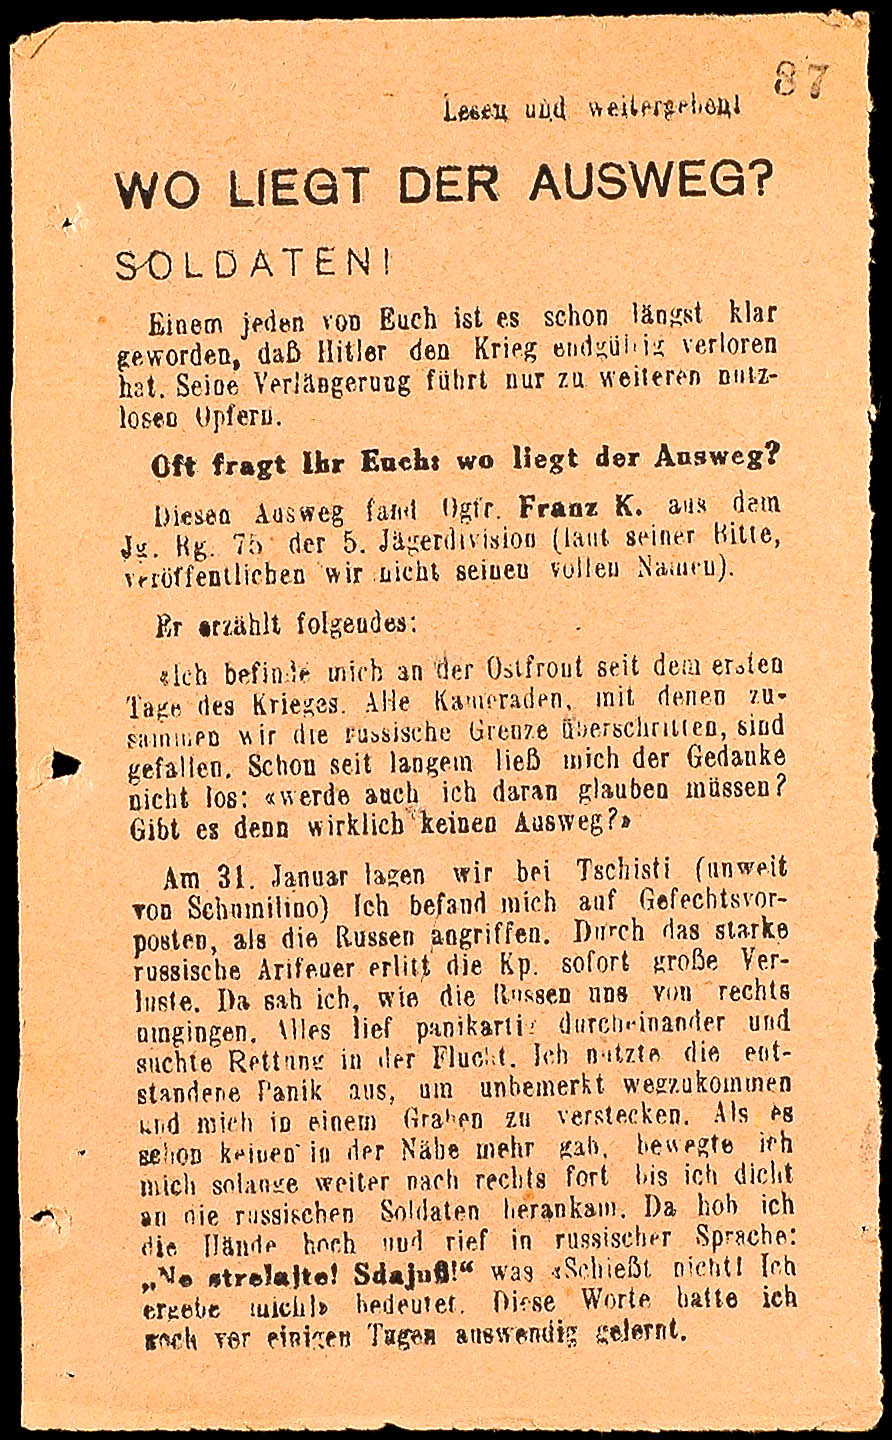 87
Lesen und weitergeben!
WO LIEGT DER AUSWEG?
SOLDATEN!
Einem jeden von Euch ist es schon längst klar
geworden, daß Hitler den Krieg endgültig verloren
hat. Seine Verlängerung führt nur zu weiteren nutz-
losen Opfern.
Oft fragt Ihr Euch: wo liegt der Ausweg?
Diesen Ausweg fand Ogfr. Franz K. aus dem
Jg. Rg. 75 der 5. Jägerdivision (laut seiner Bitte,
veröffentlichen wir nicht seinen vollen Namen).
Er erzählt folgendes:
«Ich befinde mich an der Ostfront seit dem ersten
Tage des Krieges. Alle Kameraden, mit denen zu-
sammen wir die russische Grenze überschritten, sind
gefallen. Schon seit langem ließ mich der Gedanke
nicht los: «werde auch ich daran glauben müssen?
Gibt es denn wirklich keinen Ausweg?»
Am 31. Januar lagen wir bei Tschisti (unweit
von Schumilino) Ich befand mich auf Gefechtsvor-
posten, als die Russen angriffen. Durch das starke
russische Arifeuer erlitt die Kp. sofort große Ver-
luste. Da sah ich, wie die Russen uns von rechts
umgingen. Alles lief panikartig durcheinander und
suchte Rettung in der Flucht. Ich nutzte die ent-
standene Panik aus, um unbemerkt wegzukommen
und mich in einem Graben zu verstecken. Als es
schon keinen in der Nähe mehr gab, bewegte ich
mich solange weiter nach rechts fort bis ich dicht
an die russischen Soldaten herankam. Da hob ich
die Hände hoch und rief in russischer Sprache:
„Ne strelajte! Sdajuß!“ was «Schießt nicht! Ich
ergebe mich!» bedeutet. Diese Worte hatte ich
noch vor einigen Tagen auswendig gelernt.